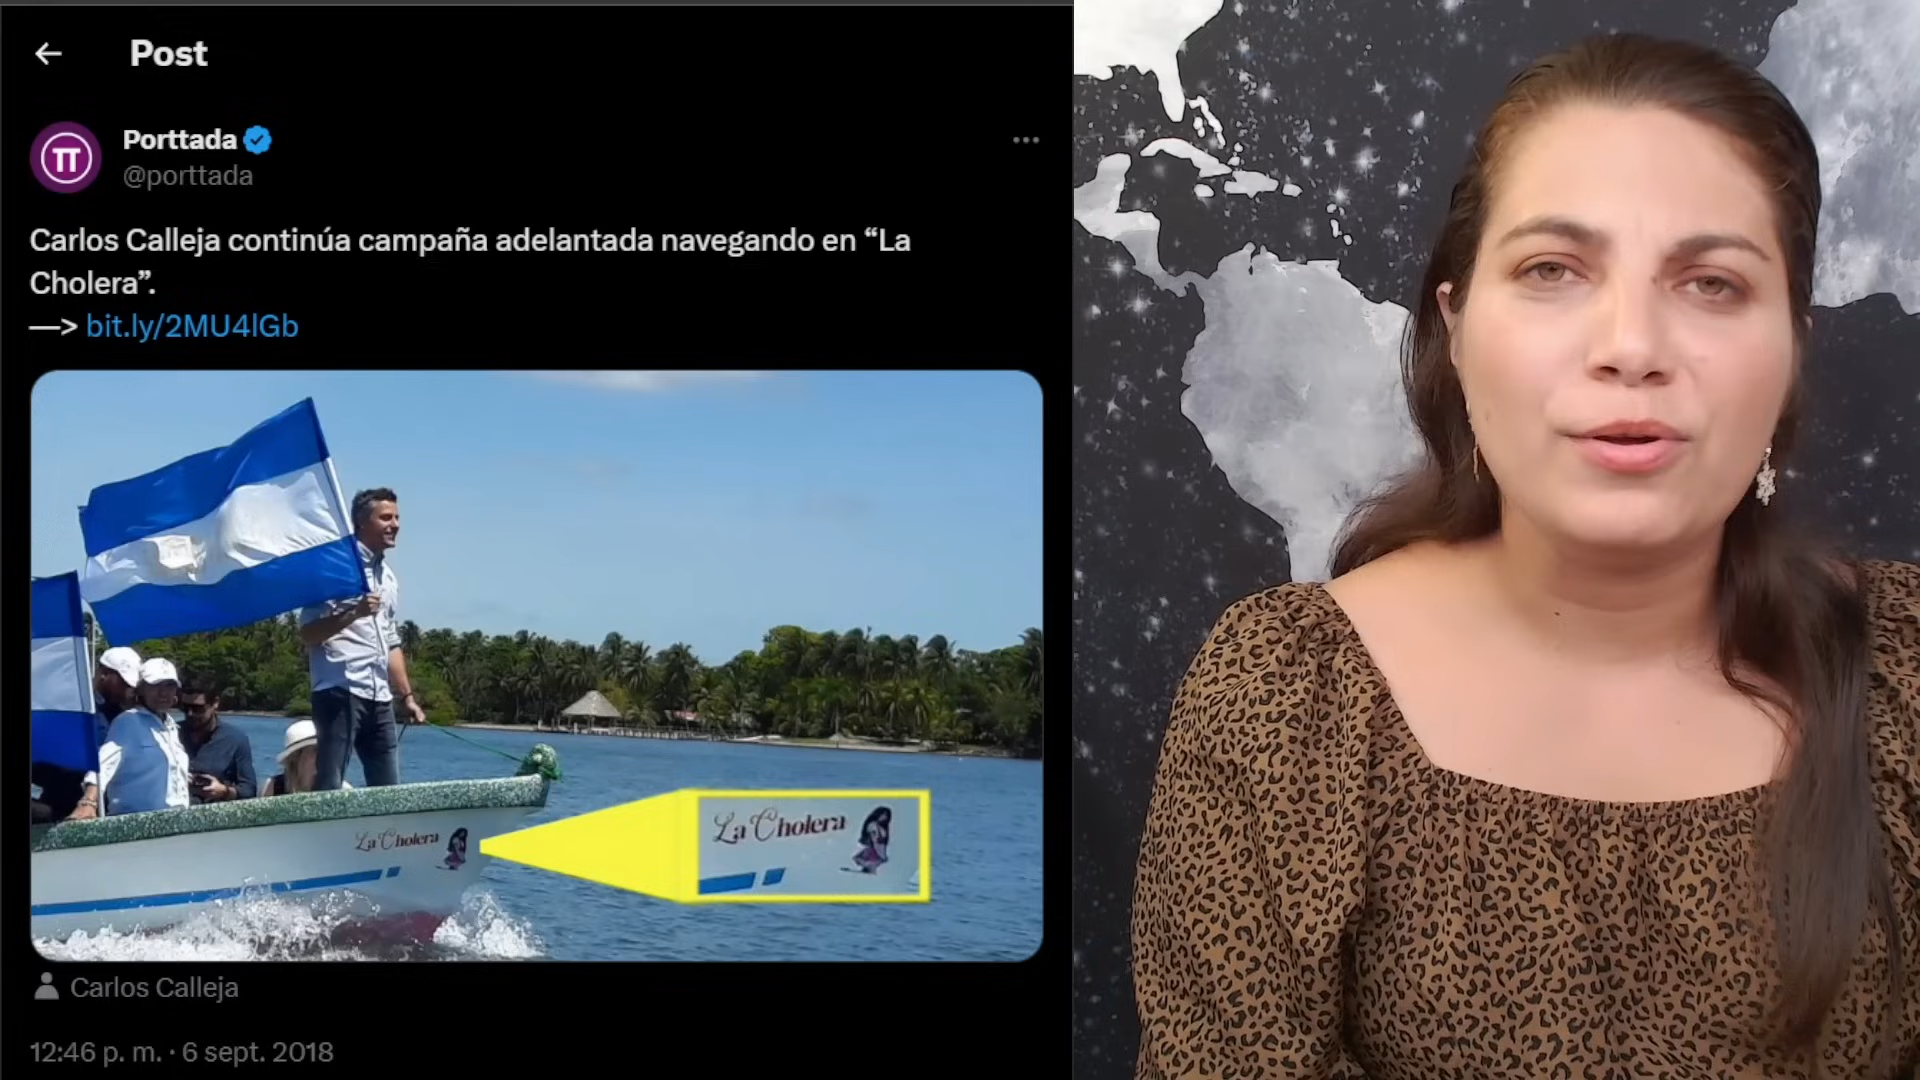 Post
Porttada
@porttada
Carlos Calleja continúa campaña adelantada navegando en “La
Cholera”.
—> bit.ly/2MU4lGb
La Cholera
La Cholera
Carlos Calleja
12:46 p. m. · 6 sept. 2018